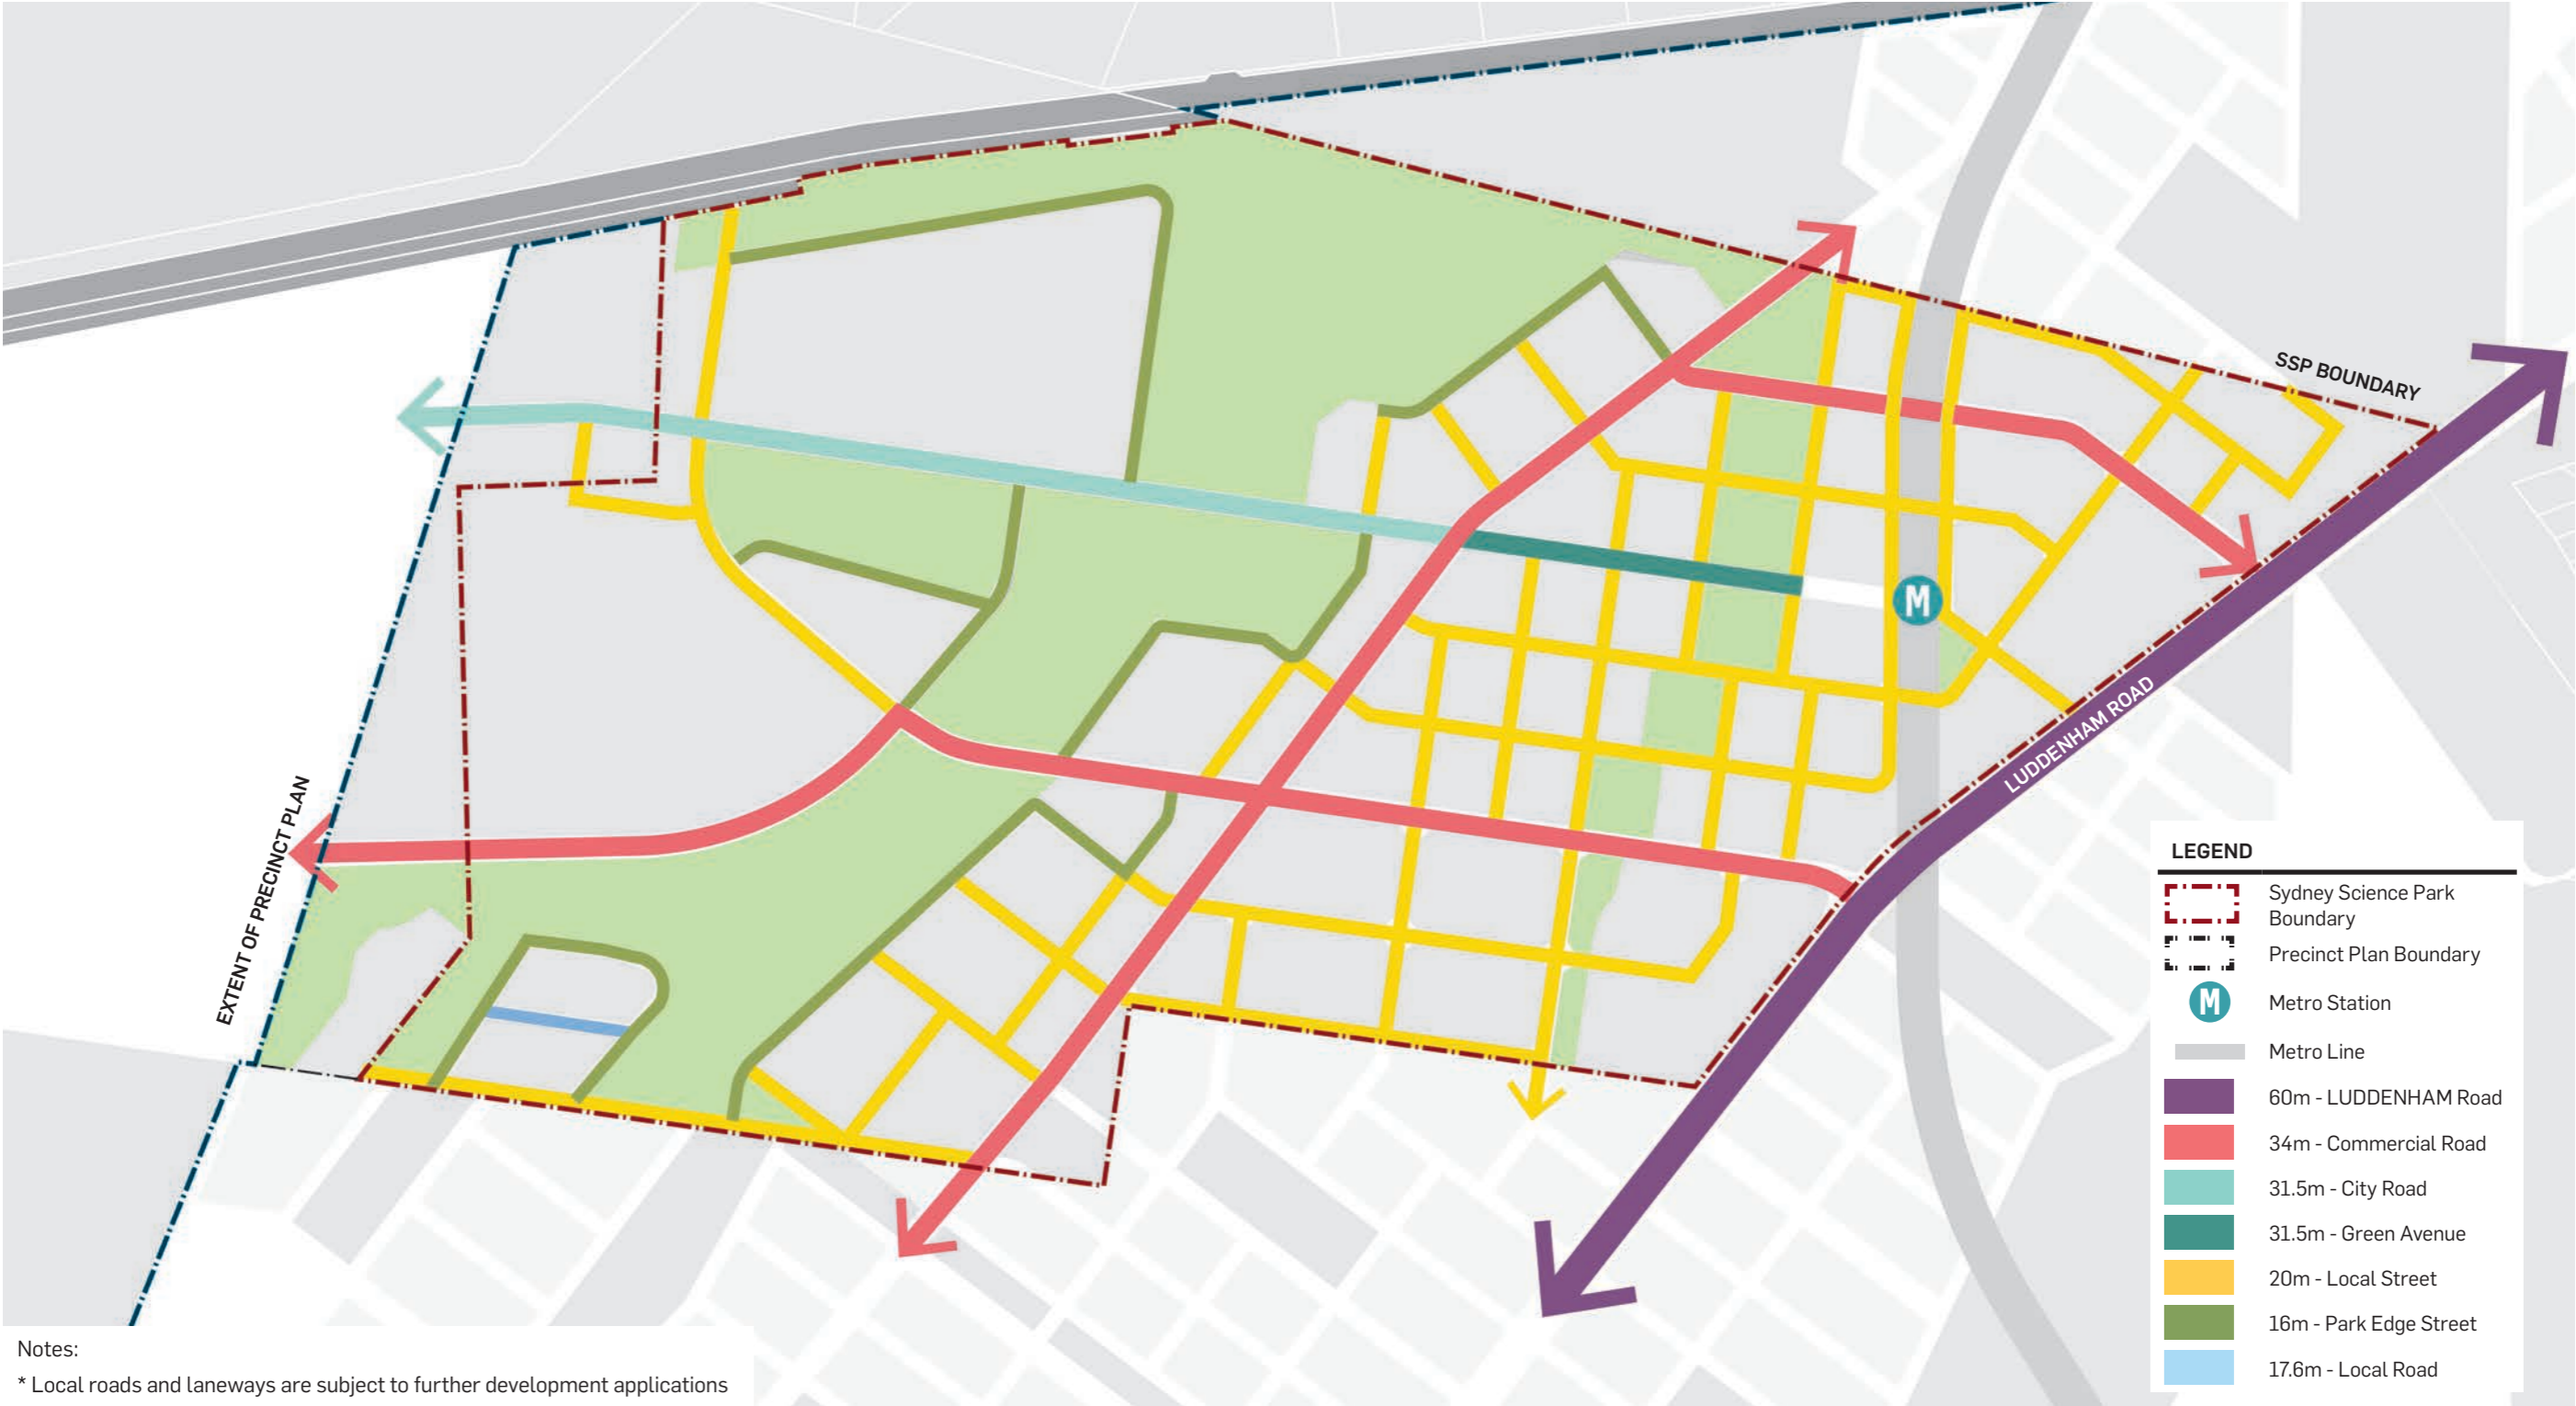 SSP BOUNDARY
M
LUDDENHAM ROAD
EXTENT OF PRECINCT PLAN
LEGEND
Sydney Science Park
Boundary
Precinct Plan Boundary
M
Metro Station
Metro Line
60m - LUDDENHAM Road
34m - Commercial Road
31.5m - City Road
31.5m - Green Avenue
20m - Local Street
16m - Park Edge Street
17.6m - Local Road
Notes:
* Local roads and laneways are subject to further development applications